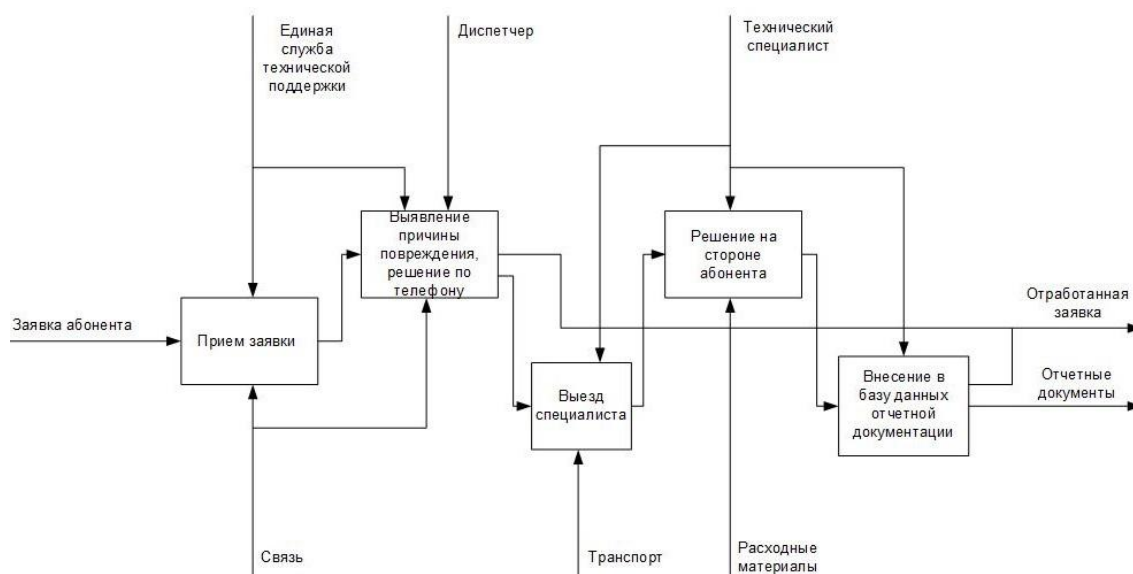 Единая
служба
технической
поддержки
Диспетчер
Технический
специалист
Выявление
причины
повреждения,
решение по
телефону
Решение на
стороне
абонента
Заявка абонента
Прием заявки
Отработанная
заявка
Выезд
специалиста
Внесение в
базу данных
отчетной
документации
Отчетные
документы
Связь
Транспорт
Расходные
материалы